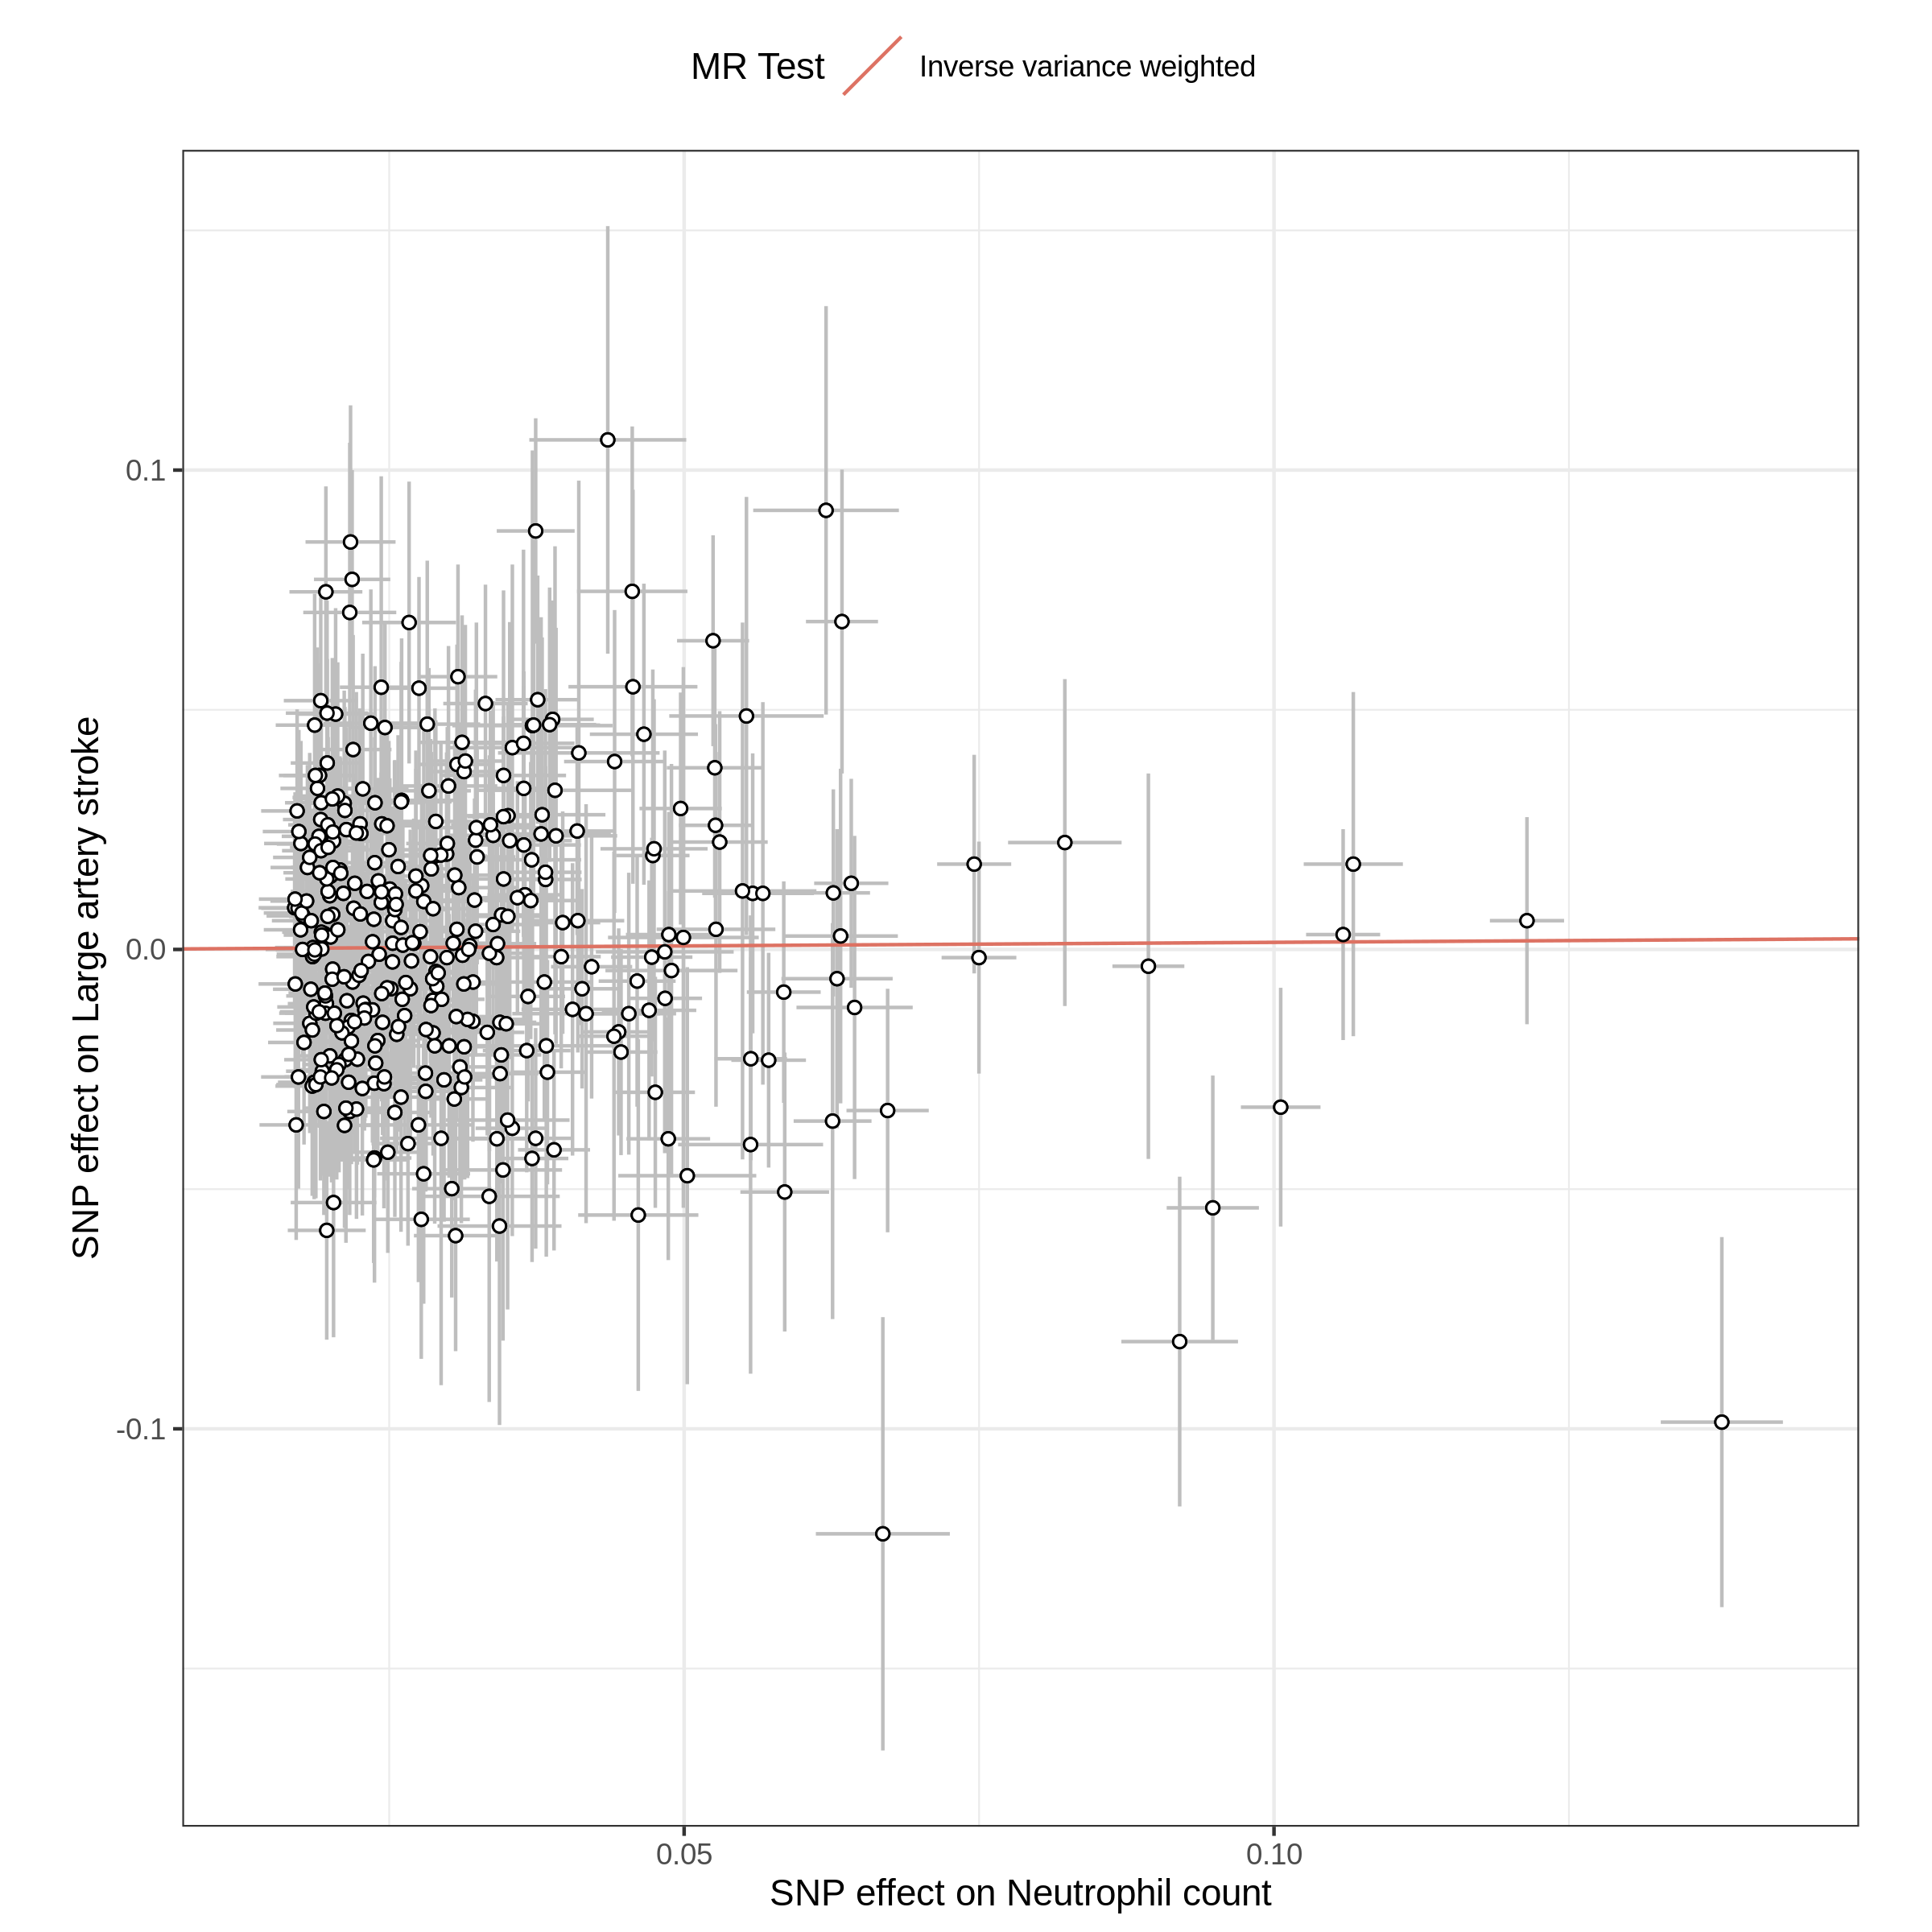 MR Test
Inverse variance weighted
SNP effect on Large artery stroke
0.1
0.0
-0.1
0.05
0.10
SNP effect on Neutrophil count